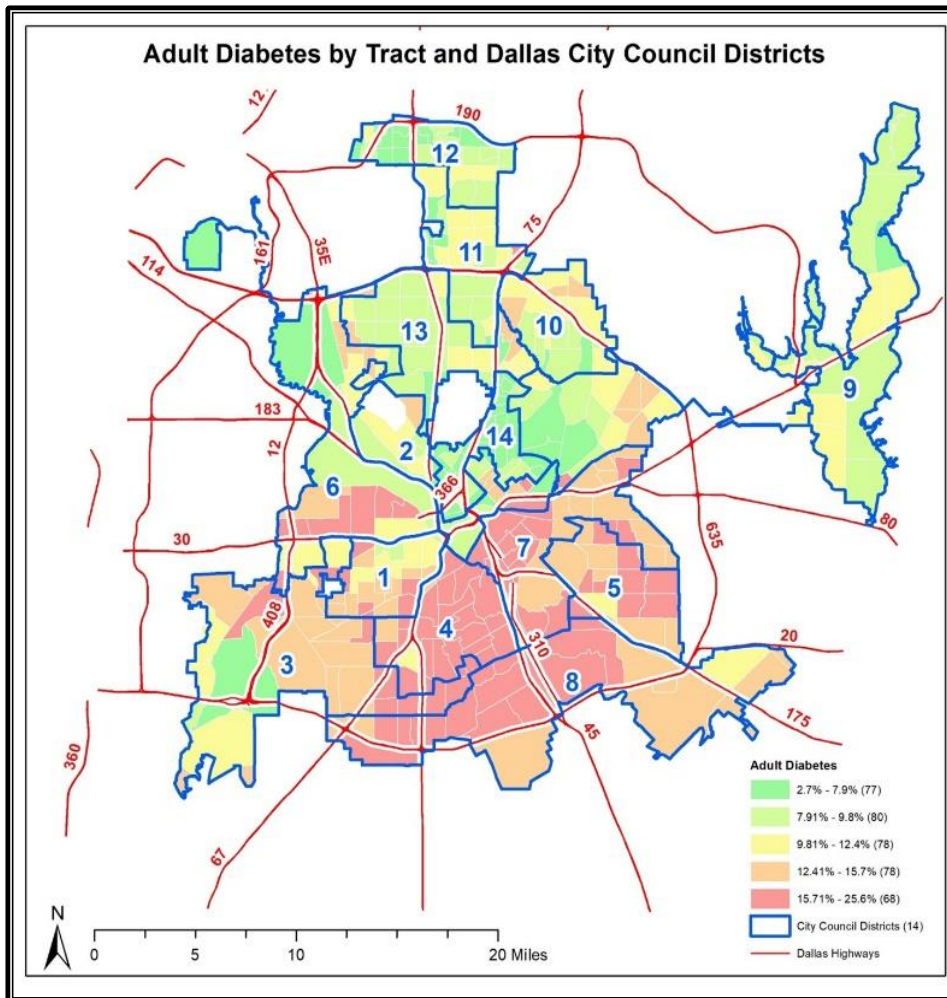 Adult Diabetes by Tract and Dallas City Council Districts
12
190
12
161
35E
11
75
114
13
10
9
183
12
2
14
6
366
30
7
80
635
1
5
408
4
310
3
8
20
175
45
360
67
Adult Diabetes
2.7% - 7.9% (77)
7.91% - 9.8% (80)
9.81% - 12.4% (78)
12.41% - 15.7% (78)
15.71% - 25.6% (68)
City Council Districts (14)
Dallas Highways
N
0 5 10 20 Miles